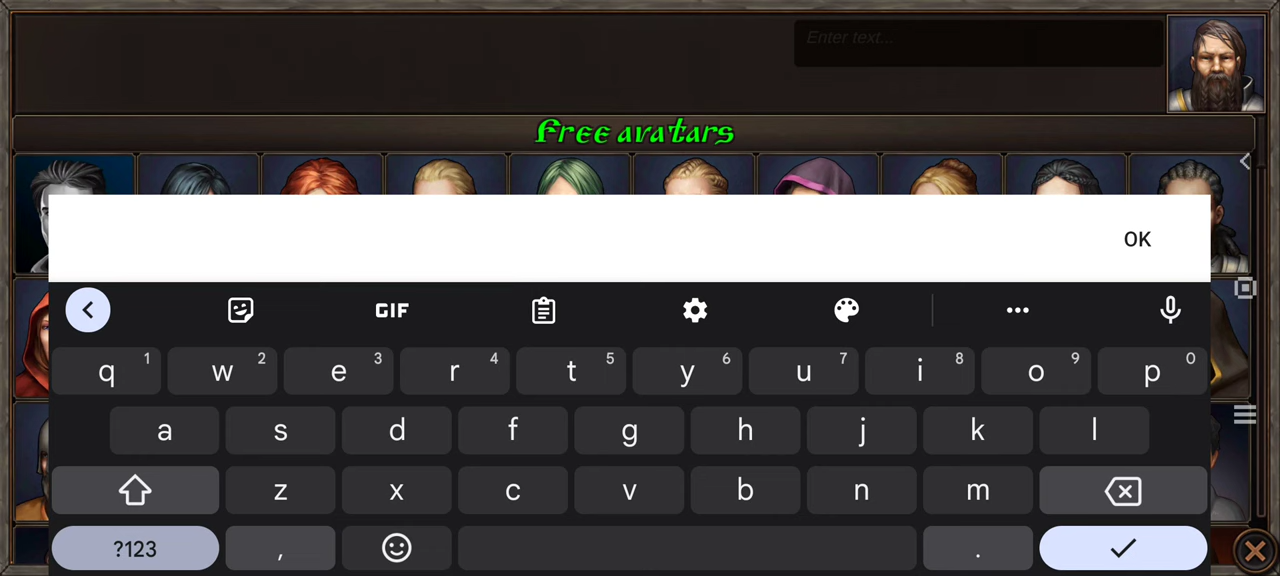 Enter text...
Free avatars
OK
GIF
q 1 w 2 e 3 r 4 t 5 y 6 u 7 i 8 o 9 p 0
a s d f g h j k l
z x c v b n m
?123 , .